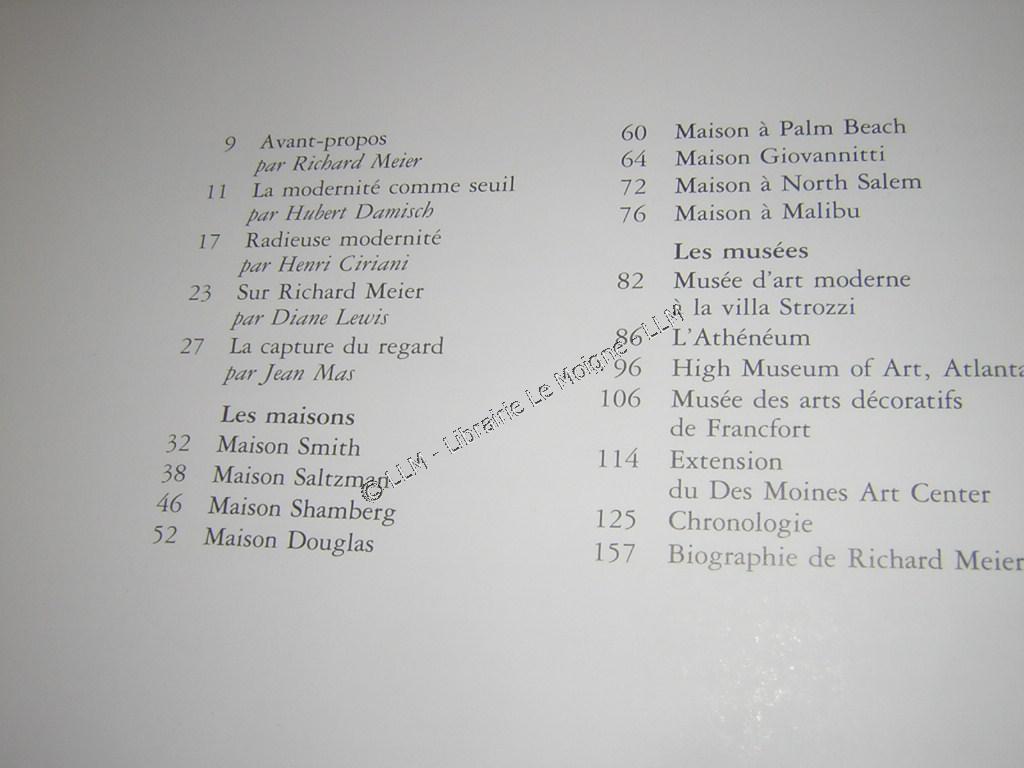 9 Avant-propos
par Richard Meier
11 La modernité comme seuil
par Hubert Damisch
17 Radieuse modernité
par Henri Ciriani
23 Sur Richard Meier
par Diane Lewis
27 La capture du regard
par Jean Mas
Les maisons
32 Maison Smith
38 Maison Saltzman
46 Maison Shamberg
52 Maison Douglas
60 Maison à Palm Beach
64 Maison Giovannitti
72 Maison à North Salem
76 Maison à Malibu
Les musées
82 Musée d'art moderne
à la villa Strozzi
86 L'Athénéum
96 High Museum of Art, Atlanta
106 Musée des arts décoratifs
de Francfort
114 Extension
du Des Moines Art Center
125 Chronologie
157 Biographie de Richard Meier
© LLM - Librairie Le Moigne - LLM